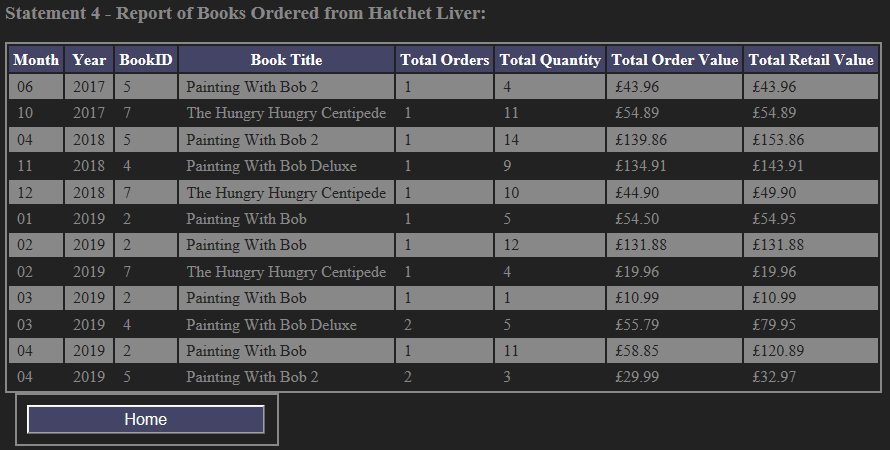 Statement 4 - Report of Books Ordered from Hatchet Liver:
Month Year BookID Book Title Total Orders Total Quantity Total Order Value Total Retail Value
06 2017 5 Painting With Bob 2 1 4 £43.96 £43.96
10 2017 7 The Hungry Hungry Centipede 1 11 £54.89 £54.89
04 2018 5 Painting With Bob 2 1 14 £139.86 £153.86
11 2018 4 Painting With Bob Deluxe 1 9 £134.91 £143.91
12 2018 7 The Hungry Hungry Centipede 1 10 £44.90 £49.90
01 2019 2 Painting With Bob 1 5 £54.50 £54.95
02 2019 2 Painting With Bob 1 12 £131.88 £131.88
02 2019 7 The Hungry Hungry Centipede 1 4 £19.96 £19.96
03 2019 2 Painting With Bob 1 1 £10.99 £10.99
03 2019 4 Painting With Bob Deluxe 2 5 £55.79 £79.95
04 2019 2 Painting With Bob 1 11 £58.85 £120.89
04 2019 5 Painting With Bob 2 2 3 £29.99 £32.97
Home